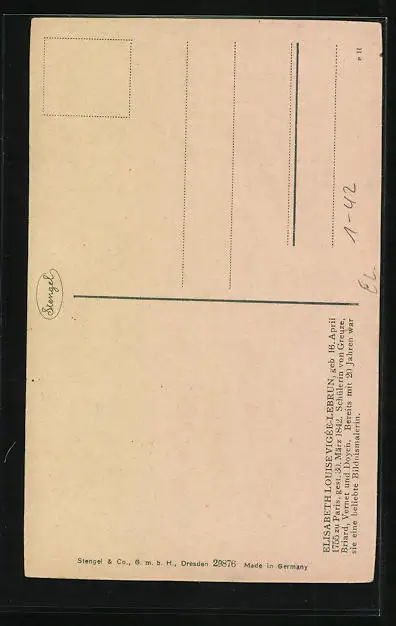 ELISABETH LOUISE VIGÉE-LEBRUN, geb. 16. April
1755 zu Paris, gest. 30. März 1842. Schülerin von Greuze,
Briard, Vernet und Doyen. Bereits mit 20 Jahren war
sie eine beliebte Bildnismalerin.
Stengel
Stengel & Co., G. m. b. H., Dresden 29876 Made in Germany
1-42
EL